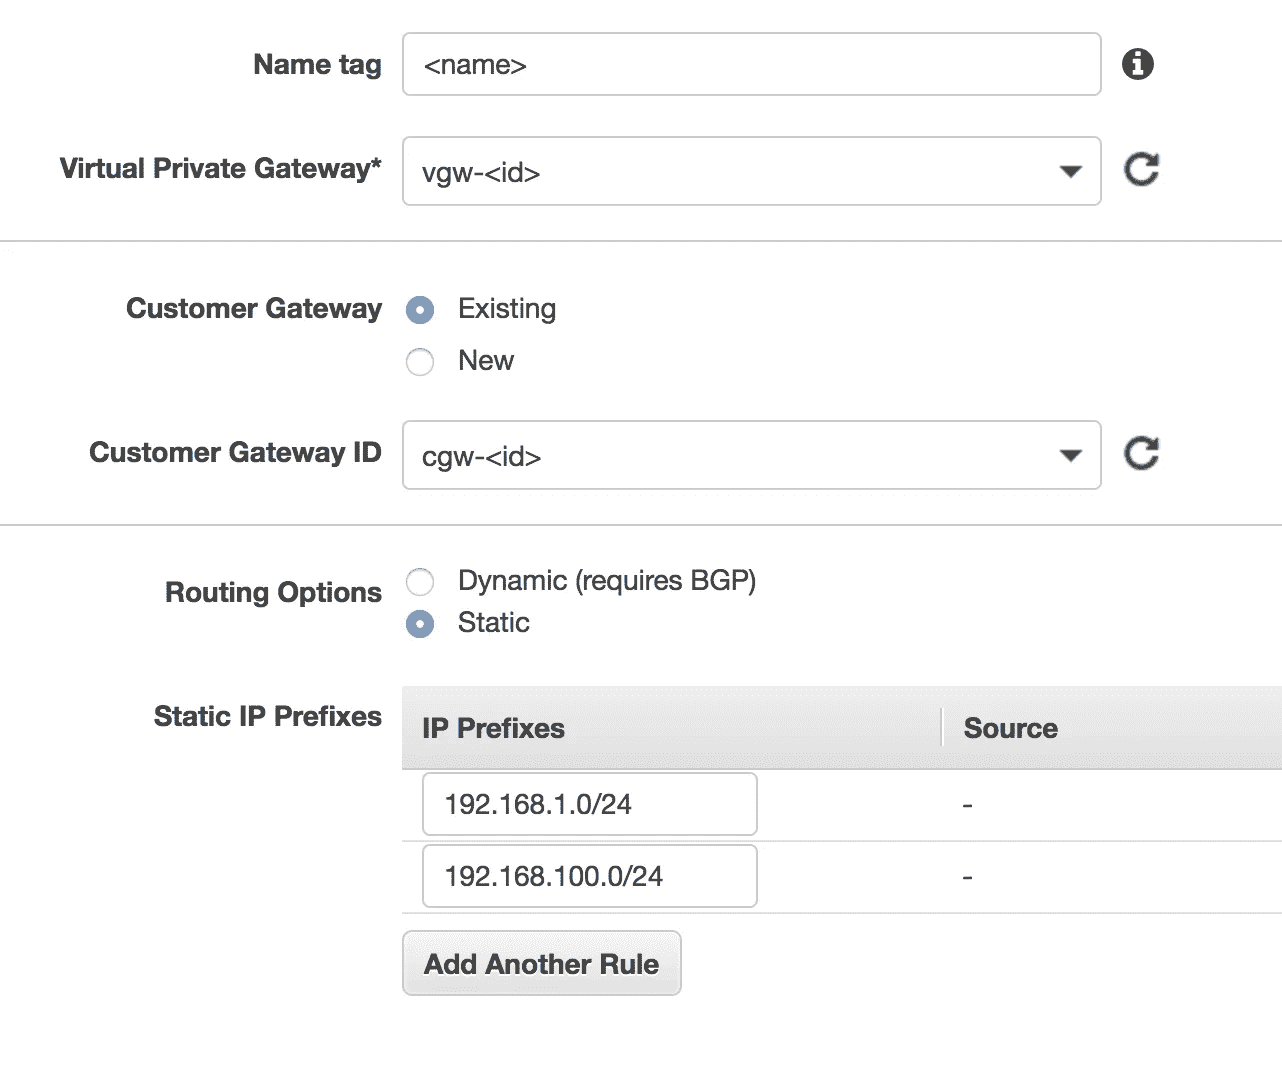 Name tag <name>
Virtual Private Gateway* vgw-<id>
Customer Gateway Existing
New
Customer Gateway ID cgw-<id>
Routing Options Dynamic (requires BGP)
Static
Static IP Prefixes IP Prefixes Source
192.168.1.0/24 -
192.168.100.0/24 -
Add Another Rule